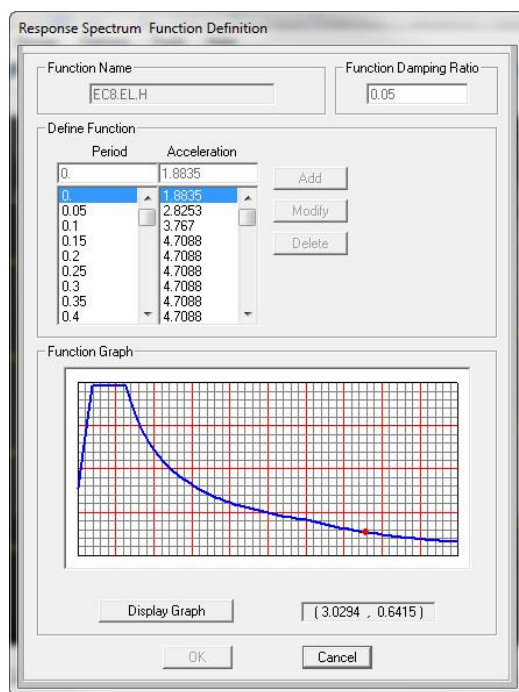 Response Spectrum Function Definition
Function Name
EC8.EL.H
Function Damping Ratio
0.05
Define Function
Period Acceleration
0. 1.8835
Add
0. 1.8835
0.05 2.8253
0.1 3.767
0.15 4.7088
0.2 4.7088
0.25 4.7088
0.3 4.7088
0.35 4.7088
0.4 4.7088
Modify
Delete
Function Graph
Display Graph
( 3.0294 , 0.6415 )
OK
Cancel